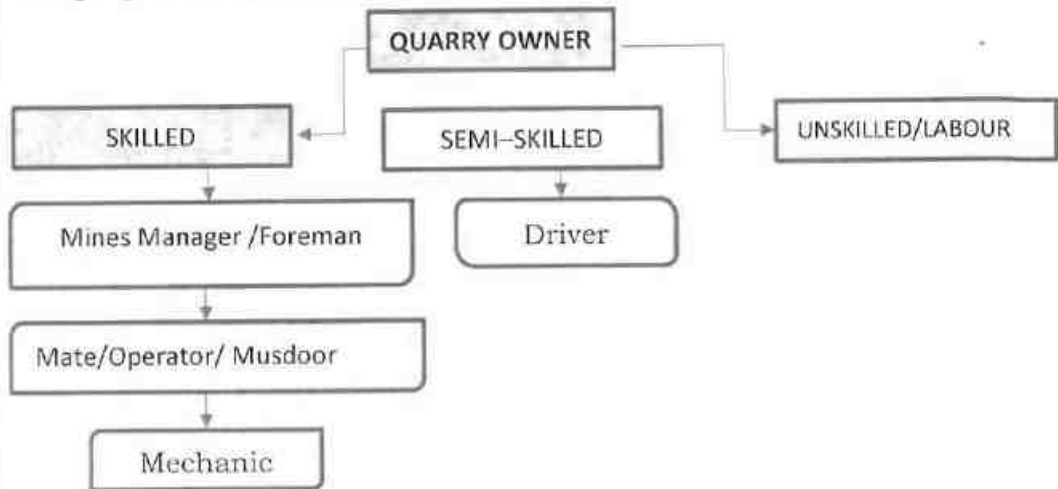 QUARRY OWNER
SKILLED
SEMI–SKILLED
UNSKILLED/LABOUR
Mines Manager /Foreman
Driver
Mate/Operator/ Musdoor
Mechanic